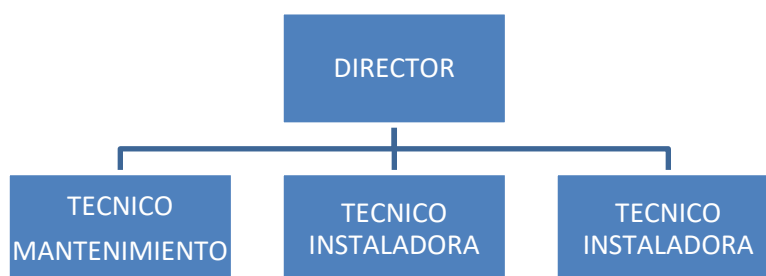 DIRECTOR
TECNICO
MANTENIMIENTO
TECNICO
INSTALADORA
TECNICO
INSTALADORA